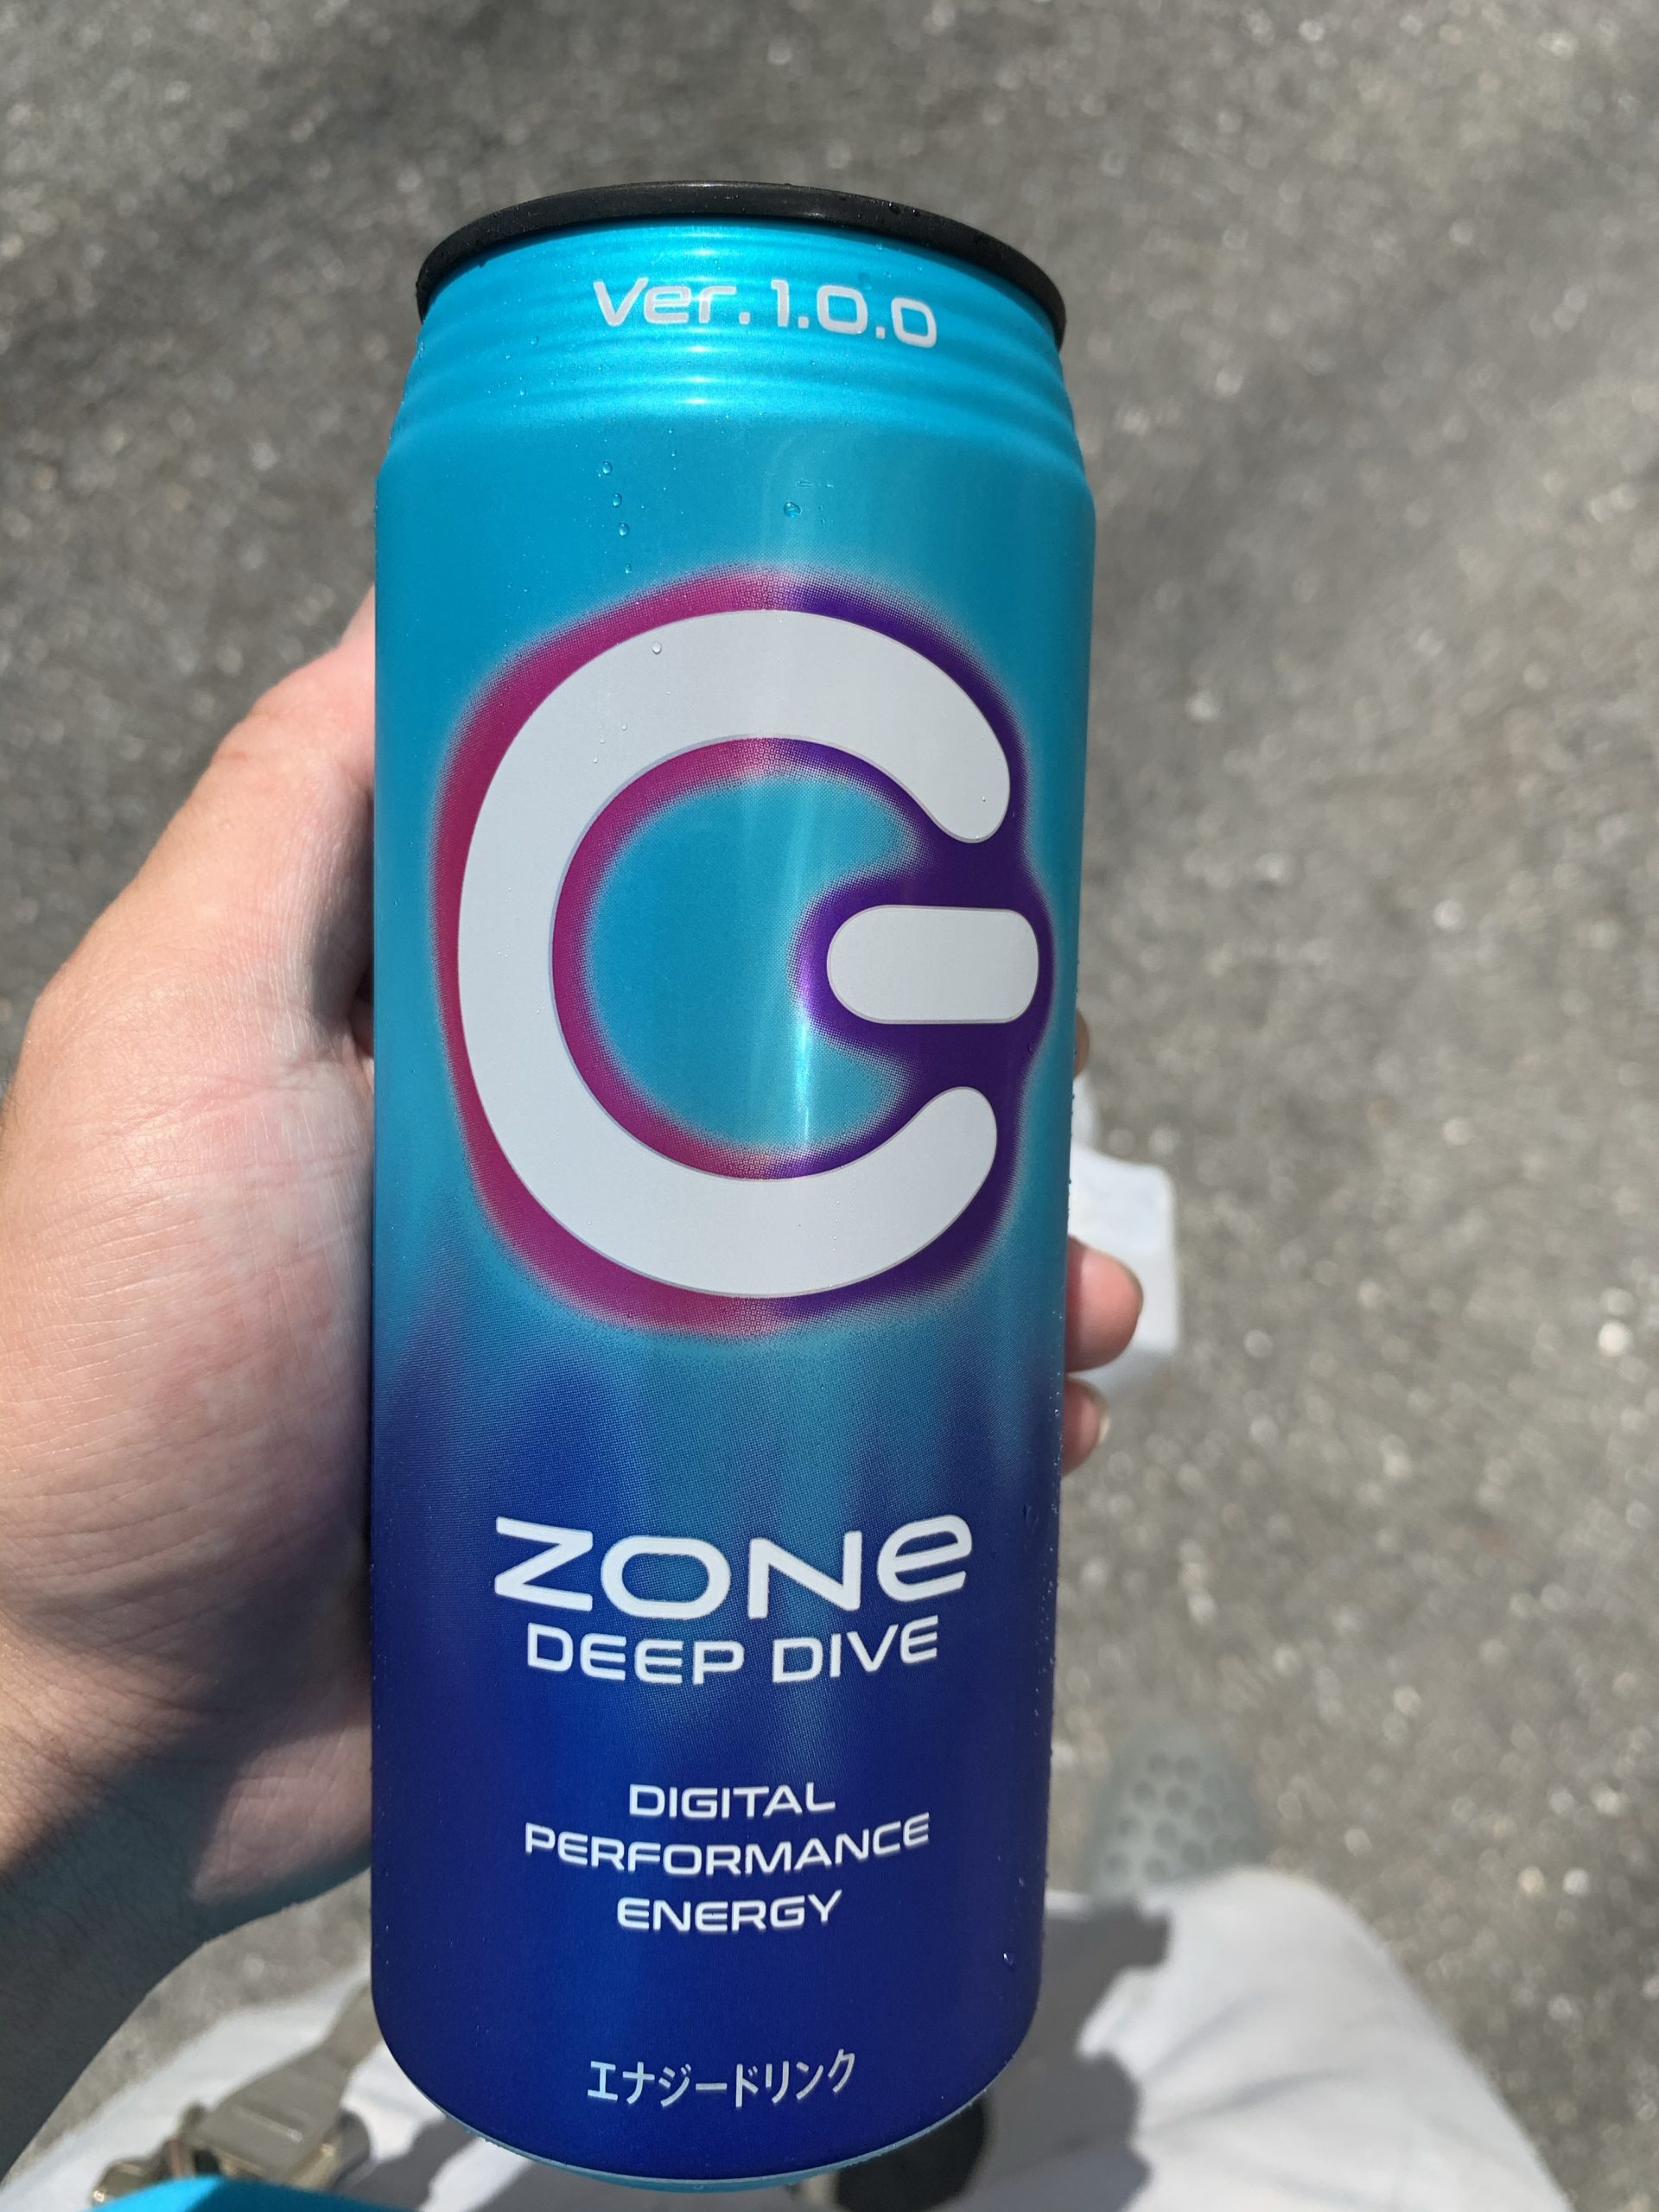 Ver.1.0.0
ZONe
DEEP DIVE
DIGITAL
PERFORMANCE
ENERGY
エナジードリンク